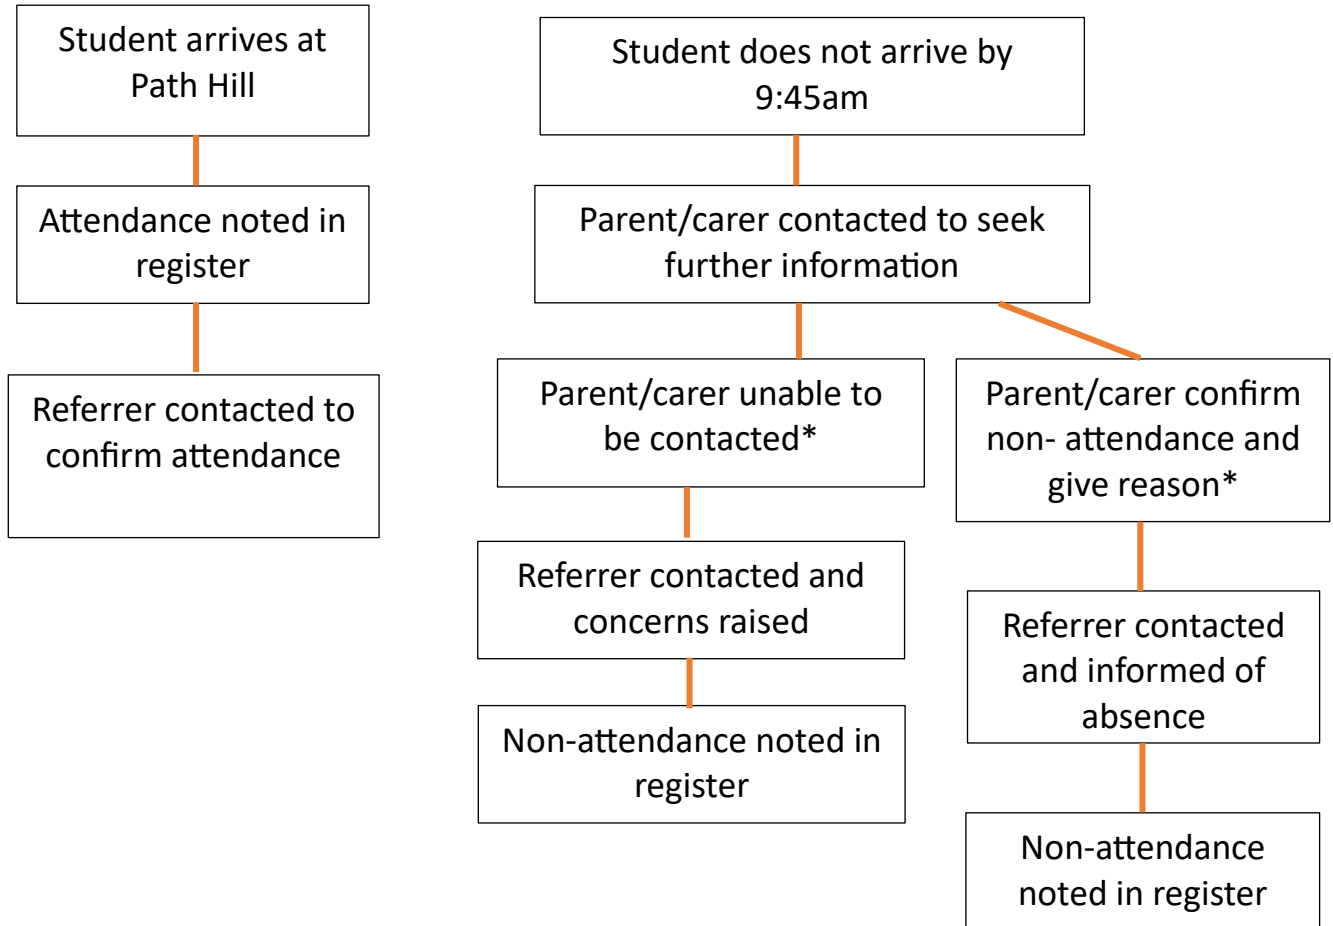 Student arrives at
Path Hill
Attendance noted in
register
Referrer contacted to
confirm attendance
Student does not arrive by
9:45am
Parent/carer contacted to seek
further information
Parent/carer unable to
be contacted*
Referrer contacted and
concerns raised
Non-attendance noted in
register
Parent/carer confirm
non- attendance and
give reason*
Referrer contacted
and informed of
absence
Non-attendance
noted in register